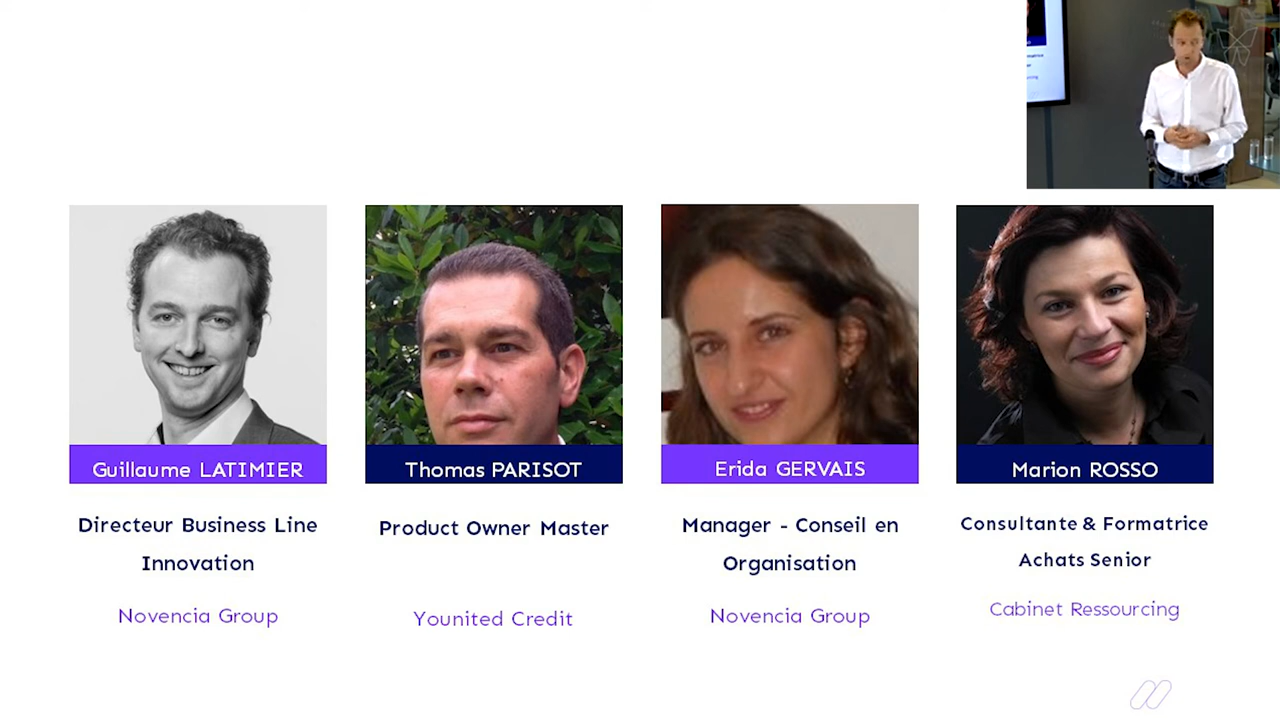 Guillaume LATIMIER
Directeur Business Line
Innovation
Novencia Group
Thomas PARISOT
Product Owner Master
Younited Credit
Erida GERVAIS
Manager - Conseil en
Organisation
Novencia Group
Marion ROSSO
Consultante & Formatrice
Achats Senior
Cabinet Ressourcing